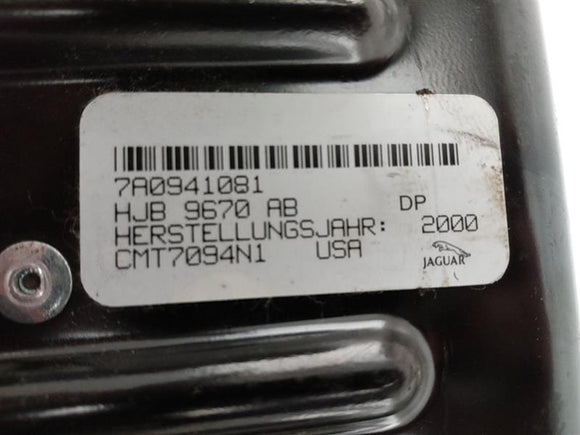 7A0941081
HJB 9670 AB DP
HERSTELLUNGSJAHR: 2000
CMT7094N1 USA
JAGUAR